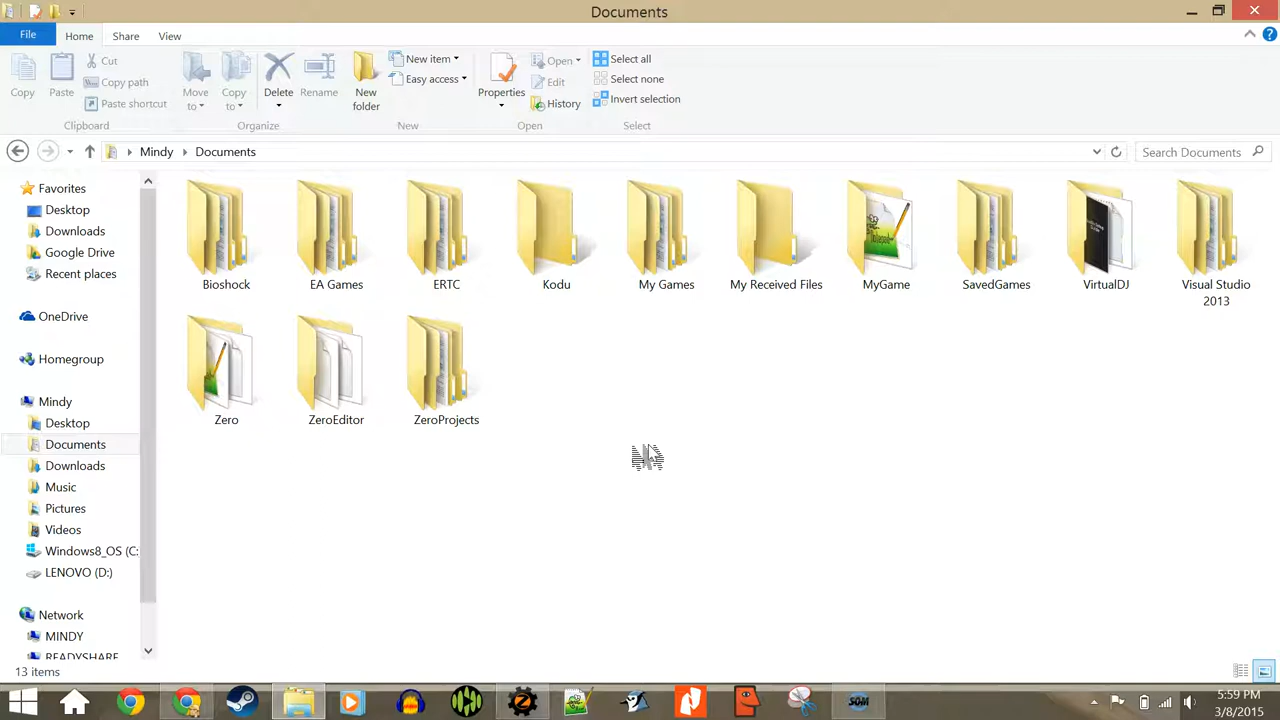 Documents
File Home Share View
Copy
Paste
Cut
Copy path
Paste shortcut
Clipboard
Move to
Copy to
Delete
Rename
Organize
New folder
New item
Easy access
New
Properties
Open
Edit
History
Open
Select all
Select none
Invert selection
Select
Mindy Documents
Search Documents
Favorites
Desktop
Downloads
Google Drive
Recent places
OneDrive
Homegroup
Mindy
Desktop
Documents
Downloads
Music
Pictures
Videos
Windows8_OS (C:
LENOVO (D:)
Network
MINDY
READYSHARE
Bioshock EA Games ERTC Kodu My Games My Received Files MyGame SavedGames VirtualDJ Visual Studio
2013
Zero ZeroEditor ZeroProjects
13 items
SOM
5:59 PM
3/8/2015